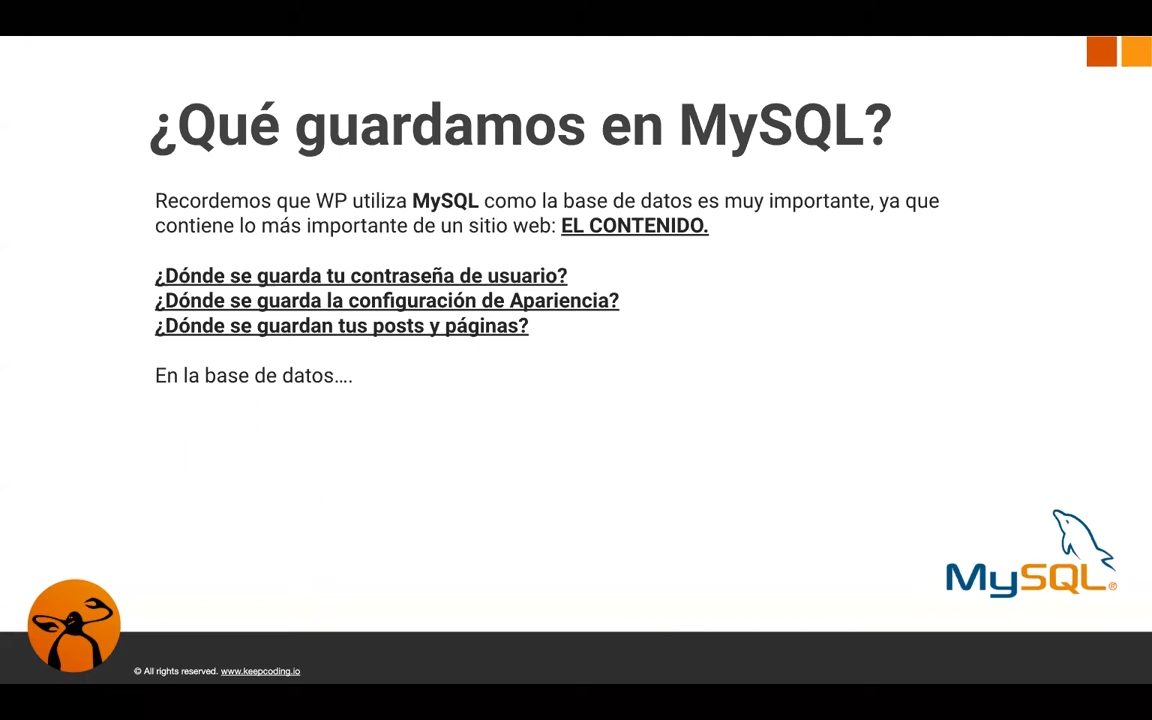 ¿Qué guardamos en MySQL?
Recordemos que WP utiliza MySQL como la base de datos es muy importante, ya que
contiene lo más importante de un sitio web: EL CONTENIDO.
¿Dónde se guarda tu contraseña de usuario?
¿Dónde se guarda la configuración de Apariencia?
¿Dónde se guardan tus posts y páginas?
En la base de datos....
MySQL®
© All rights reserved. www.keepcoding.io